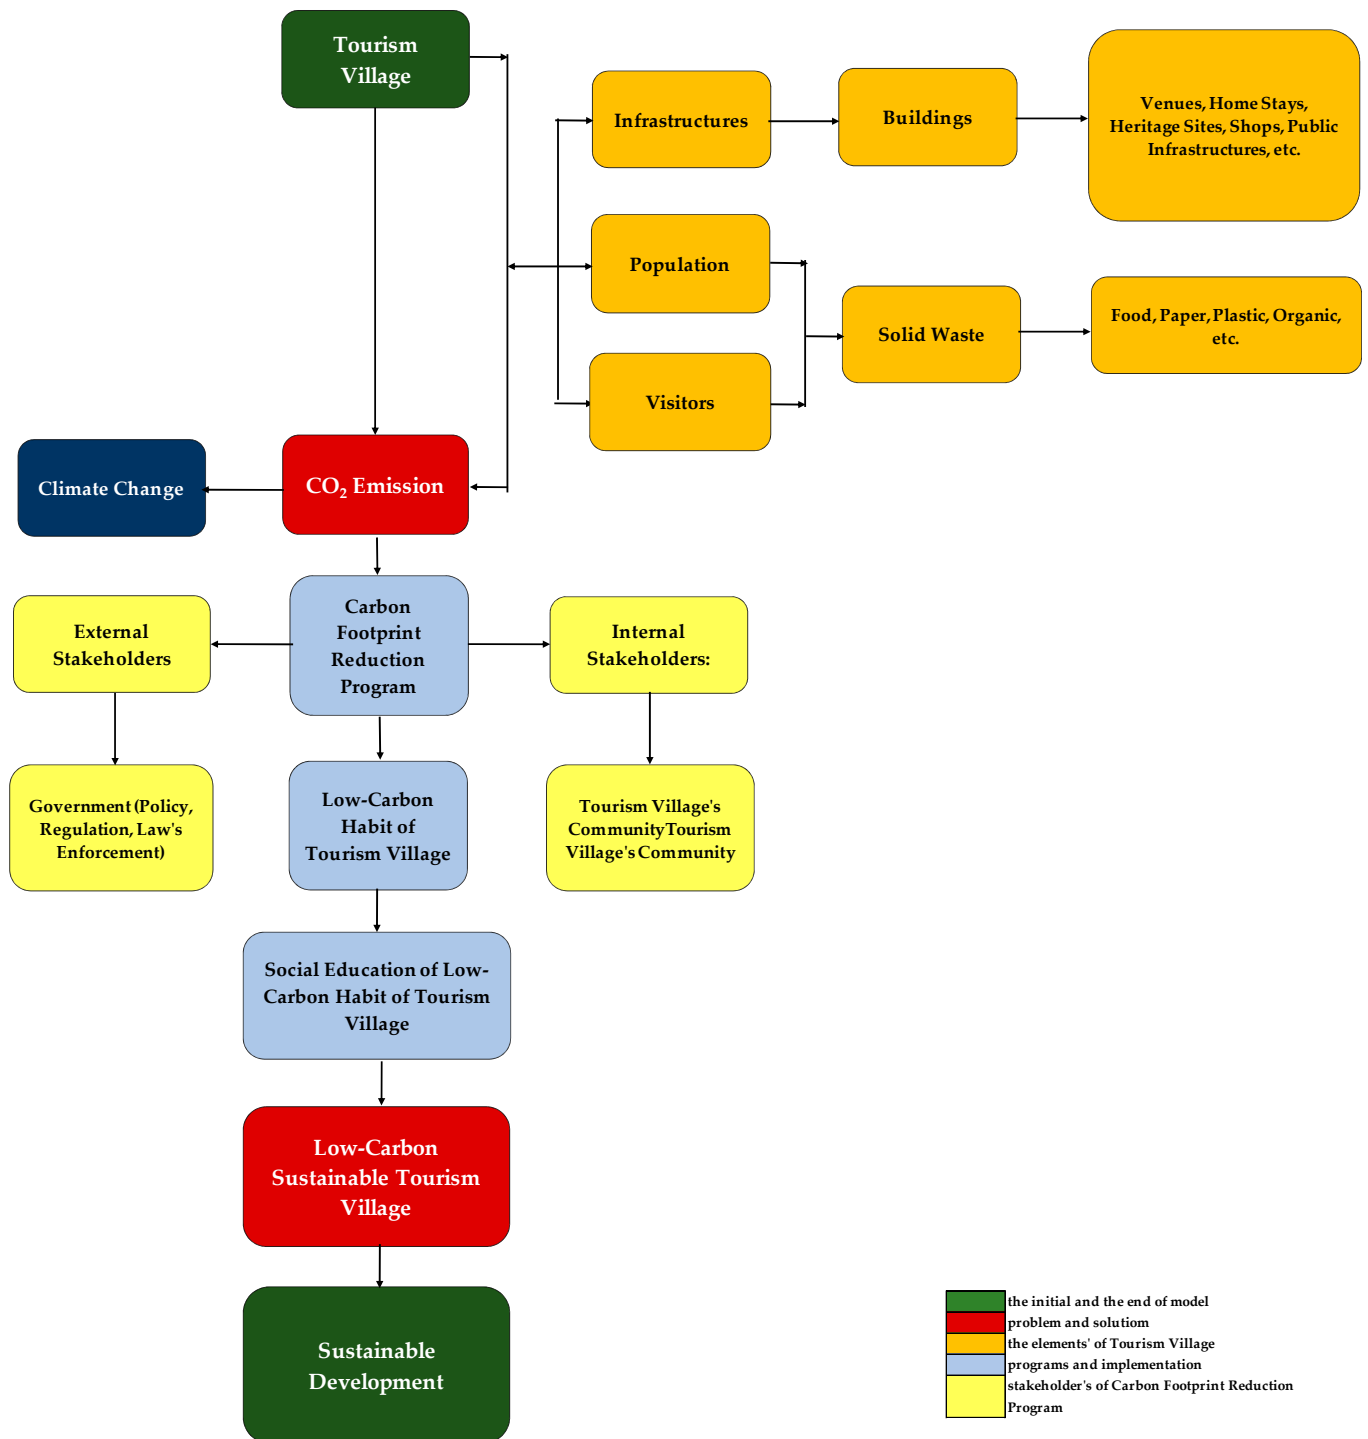 Tourism
Village
Infrastructures
Buildings
Venues, Home Stays,
Heritage Sites, Shops, Public
Infrastructures, etc.
Population
Solid Waste
Food, Paper, Plastic, Organic,
etc.
Visitors
Climate Change
CO₂ Emission
External
Stakeholders
Carbon
Footprint
Reduction
Program
Internal
Stakeholders:
Government (Policy,
Regulation, Law's
Enforcement)
Low-Carbon
Habit of
Tourism Village
Tourism Village's
CommunityTourism
Village's Community
Social Education of Low-
Carbon Habit of Tourism
Village
Low-Carbon
Sustainable Tourism
Village
Sustainable
Development
the initial and the end of model
problem and solutiom
the elements' of Tourism Village
programs and implementation
stakeholder's of Carbon Footprint Reduction
Program